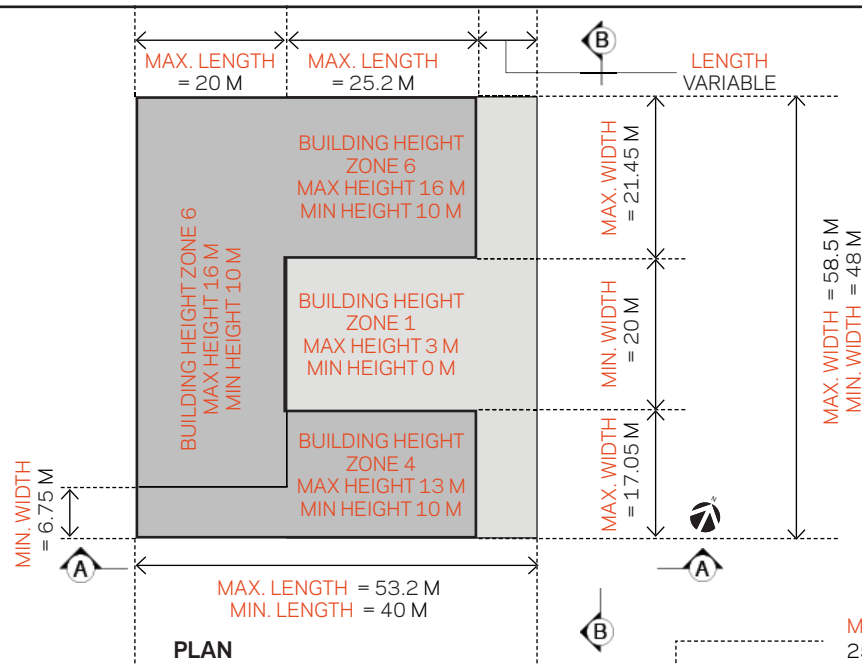 B
MAX. LENGTH
= 20 M
MAX. LENGTH
= 25.2 M
LENGTH
VARIABLE
BUILDING HEIGHT
ZONE 6
MAX HEIGHT 16 M
MIN HEIGHT 10 M
MAX. WIDTH
= 21.45 M
BUILDING HEIGHT ZONE 6
MAX HEIGHT 16 M
MIN HEIGHT 10 M
BUILDING HEIGHT
ZONE 1
MAX HEIGHT 3 M
MIN HEIGHT 0 M
MIN. WIDTH
= 20 M
MAX. WIDTH = 58.5 M
MIN. WIDTH = 48 M
BUILDING HEIGHT
ZONE 4
MAX HEIGHT 13 M
MIN HEIGHT 10 M
MAX. WIDTH
= 17.05 M
MIN. WIDTH
= 6.75 M
N
A
A
MAX. LENGTH = 53.2 M
MIN. LENGTH = 40 M
B
PLAN